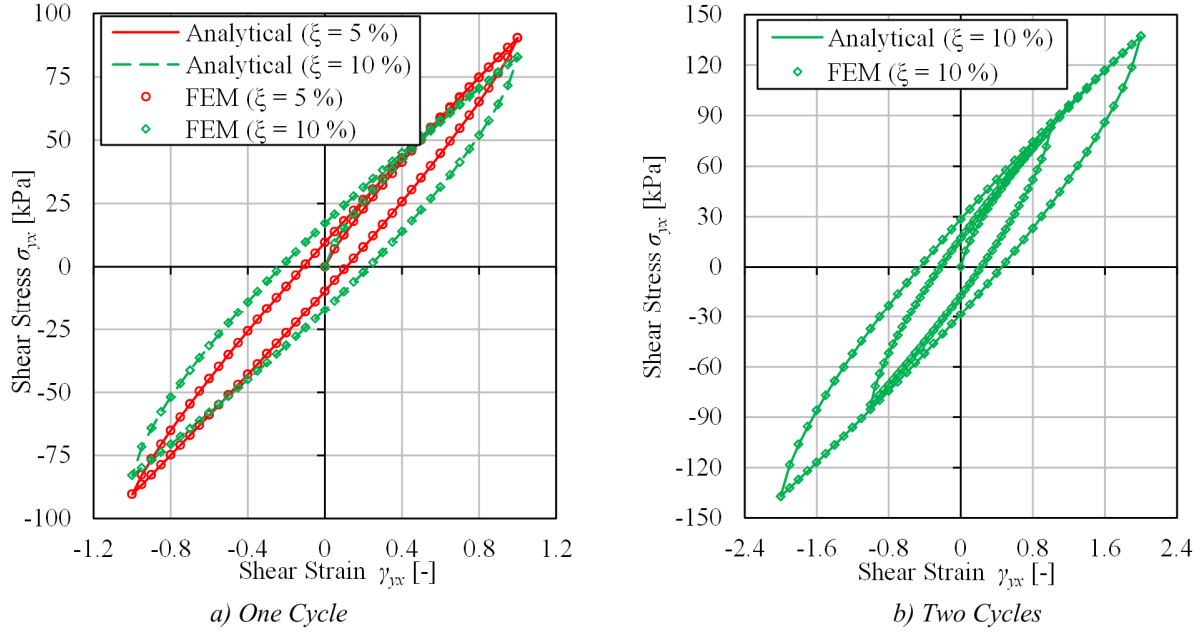 Analytical (ξ = 5 %)
Analytical (ξ = 10 %)
FEM (ξ = 5 %)
FEM (ξ = 10 %)
100
75
50
25
0
-25
-50
-75
-100
-1.2 -0.8 -0.4 0 0.4 0.8 1.2
Shear Stress σyx [kPa]
Shear Strain γyx [-]
a) One Cycle
Analytical (ξ = 10 %)
FEM (ξ = 10 %)
150
120
90
60
30
0
-30
-60
-90
-120
-150
-2.4 -1.6 -0.8 0 0.8 1.6 2.4
Shear Stress σyx [kPa]
Shear Strain γyx [-]
b) Two Cycles